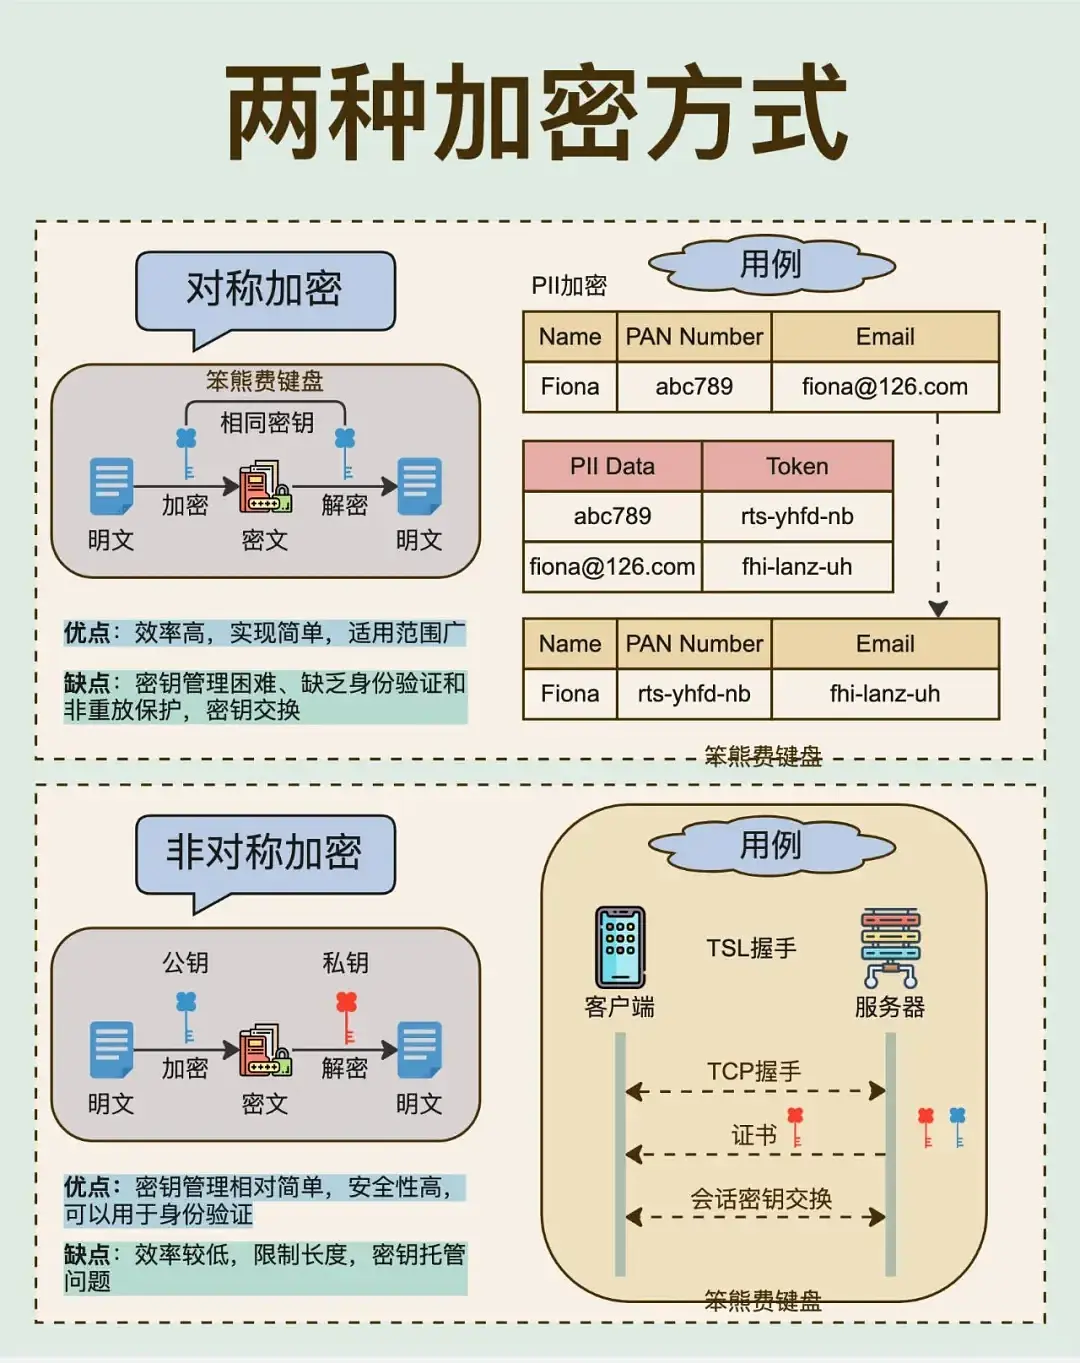 两种加密方式
对称加密
笨熊费键盘
相同密钥
加密
解密
明文
密文
明文
优点：效率高，实现简单，适用范围广
缺点：密钥管理困难、缺乏身份验证和
非重放保护，密钥交换
用例
PII加密
Name PAN Number Email
Fiona abc789 fiona@126.com
PII Data Token
abc789 rts-yhfd-nb
fiona@126.com fhi-lanz-uh
Name PAN Number Email
Fiona rts-yhfd-nb fhi-lanz-uh
笨熊费键盘
非对称加密
公钥
私钥
加密
解密
明文
密文
明文
优点：密钥管理相对简单，安全性高，
可以用于身份验证
缺点：效率较低，限制长度，密钥托管
问题
用例
TSL握手
客户端
服务器
TCP握手
证书
会话密钥交换
笨熊费键盘